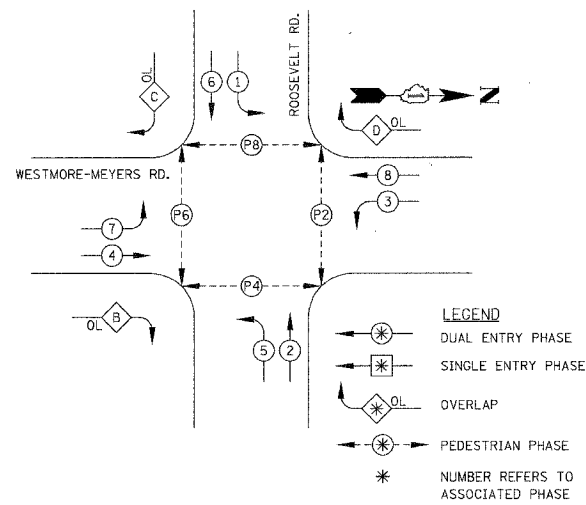 OL
C
6
1
ROOSEVELT RD.
N
D OL
P8
WESTMORE-MEYERS RD.
8
3
P6
P2
7
4
P4
OL B
5
2
LEGEND
DUAL ENTRY PHASE
SINGLE ENTRY PHASE
OL
OVERLAP
PEDESTRIAN PHASE
NUMBER REFERS TO
ASSOCIATED PHASE